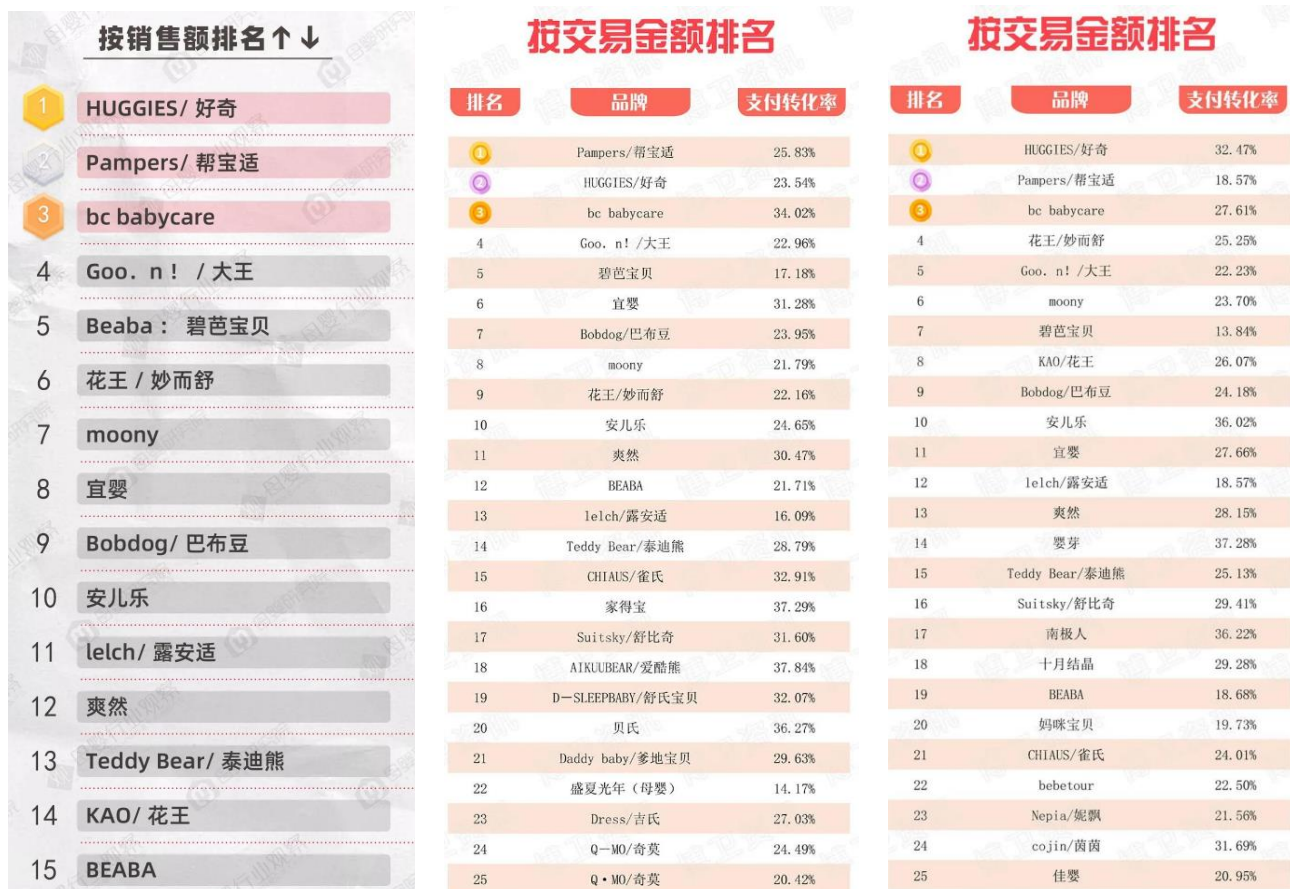 按销售额排名↑↓
1 HUGGIES/ 好奇
2 Pampers/ 帮宝适
3 bc babycare
4 Goo．n！ / 大王
5 Beaba： 碧芭宝贝
6 花王 / 妙而舒
7 moony
8 宜婴
9 Bobdog/ 巴布豆
10 安儿乐
11 lelch/ 露安适
12 爽然
13 Teddy Bear/ 泰迪熊
14 KAO/ 花王
15 BEABA
按交易金额排名
排名 品牌 支付转化率
1 Pampers/帮宝适 25.83%
2 HUGGIES/好奇 23.54%
3 bc babycare 34.02%
4 Goo．n！/大王 22.96%
5 碧芭宝贝 17.18%
6 宜婴 31.28%
7 Bobdog/巴布豆 23.95%
8 moony 21.79%
9 花王/妙而舒 22.16%
10 安儿乐 24.65%
11 爽然 30.47%
12 BEABA 21.71%
13 lelch/露安适 16.09%
14 Teddy Bear/泰迪熊 28.79%
15 CHIAUS/雀氏 32.91%
16 家得宝 37.29%
17 Suitsky/舒比奇 31.60%
18 AIKUUBEAR/爱酷熊 37.84%
19 D－SLEEPBABY/舒氏宝贝 32.07%
20 贝氏 36.27%
21 Daddy baby/爹地宝贝 29.63%
22 盛夏光年（母婴） 14.17%
23 Dress/吉氏 27.03%
24 Q－MO/奇莫 24.49%
25 Q·MO/奇莫 20.42%
按交易金额排名
排名 品牌 支付转化率
1 HUGGIES/好奇 32.47%
2 Pampers/帮宝适 18.57%
3 bc babycare 27.61%
4 花王/妙而舒 25.25%
5 Goo．n！/大王 22.23%
6 moony 23.70%
7 碧芭宝贝 13.84%
8 KAO/花王 26.07%
9 Bobdog/巴布豆 24.18%
10 安儿乐 36.02%
11 宜婴 27.66%
12 lelch/露安适 18.57%
13 爽然 28.15%
14 婴芽 37.28%
15 Teddy Bear/泰迪熊 25.13%
16 Suitsky/舒比奇 29.41%
17 南极人 36.22%
18 十月结晶 29.28%
19 BEABA 18.68%
20 妈咪宝贝 19.73%
21 CHIAUS/雀氏 24.01%
22 bebetour 22.50%
23 Nepia/妮飘 21.56%
24 cojin/茵茵 31.69%
25 佳婴 20.95%